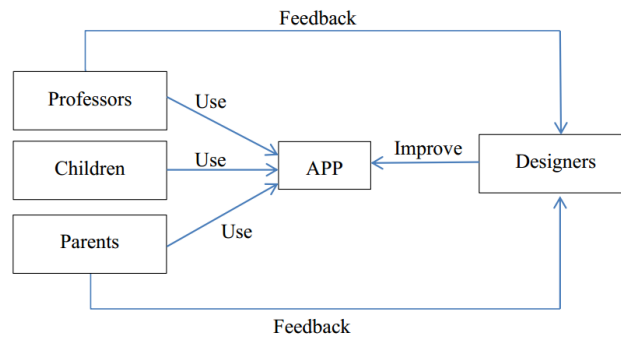 Feedback
Professors
Use
Children
Use
APP
Improve
Designers
Parents
Use
Feedback